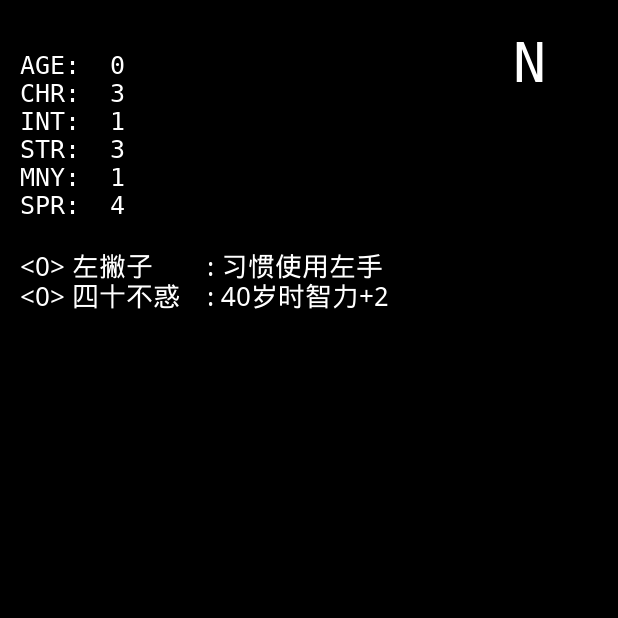 N
AGE: 0
CHR: 3
INT: 1
STR: 3
MNY: 1
SPR: 4
<0> 左撇子 : 习惯使用左手
<0> 四十不惑 : 40岁时智力+2